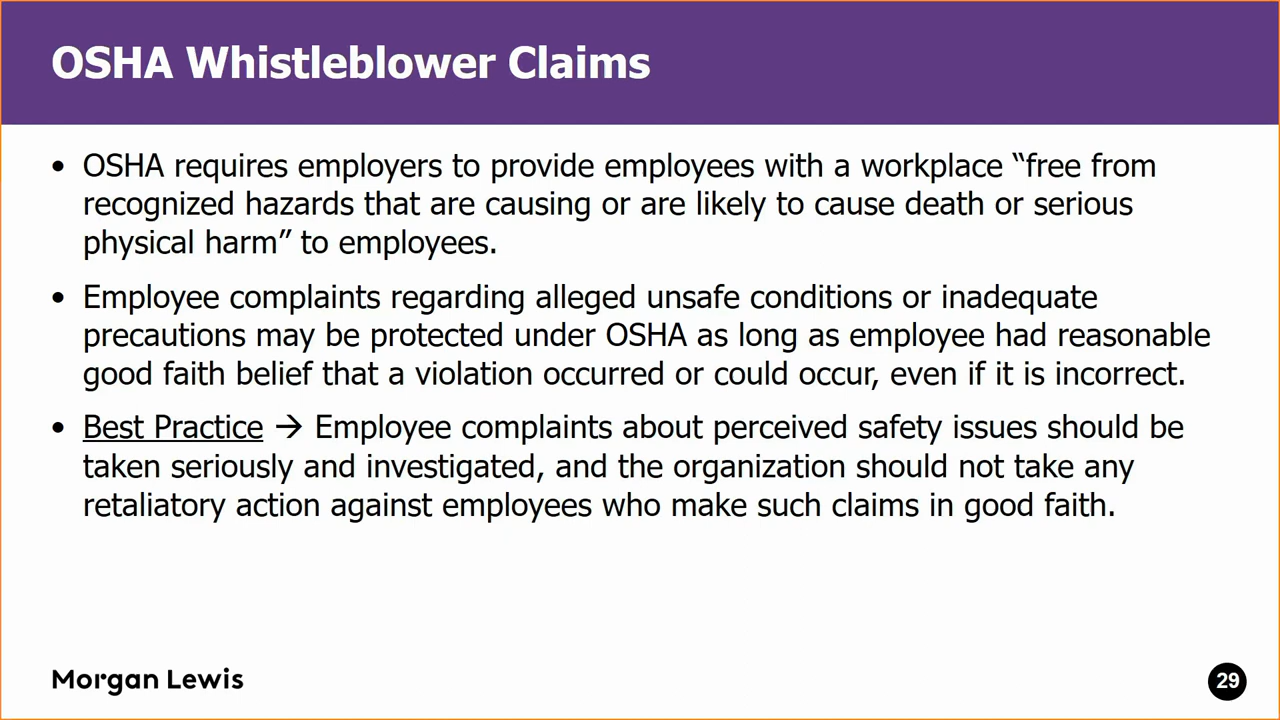 OSHA Whistleblower Claims
• OSHA requires employers to provide employees with a workplace “free from
recognized hazards that are causing or are likely to cause death or serious
physical harm” to employees.
• Employee complaints regarding alleged unsafe conditions or inadequate
precautions may be protected under OSHA as long as employee had reasonable
good faith belief that a violation occurred or could occur, even if it is incorrect.
• Best Practice → Employee complaints about perceived safety issues should be
taken seriously and investigated, and the organization should not take any
retaliatory action against employees who make such claims in good faith.
Morgan Lewis
29